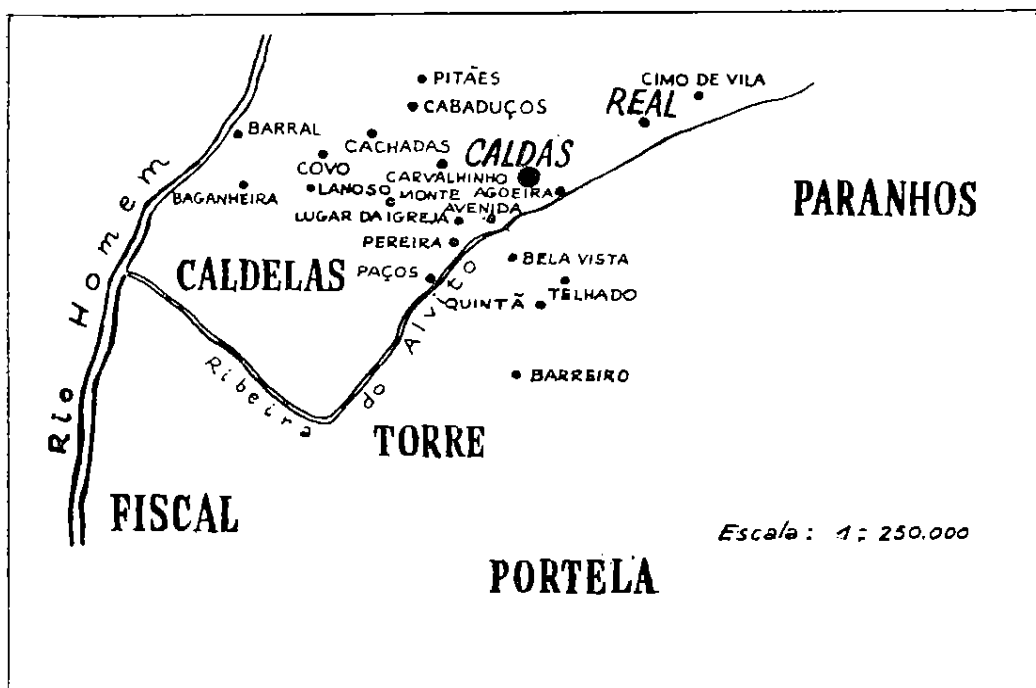 PITÃES
CIMO DE VILA
CABADUÇOS
REAL
BARRAL
CACHADAS
CALDAS
COVO
CARVALHINHO
LANOSO
MONTE
AGOEIRA
BAGANHEIRA
PARANHOS
LUGAR DA IGREJA
AVENIDA
PEREIRA
BELA VISTA
CALDELAS
PAÇOS
TELHADO
QUINTÃ
Rio Homem
Ribeira do Alvito
BARREIRO
TORRE
FISCAL
Escala: 1: 250.000
PORTELA